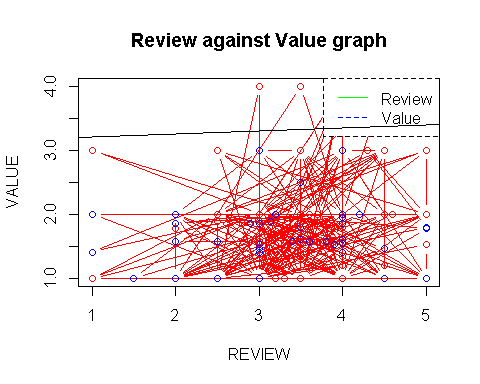 Review against Value graph
VALUE
4.0
3.0
2.0
1.0
Review
Value
1 2 3 4 5
REVIEW